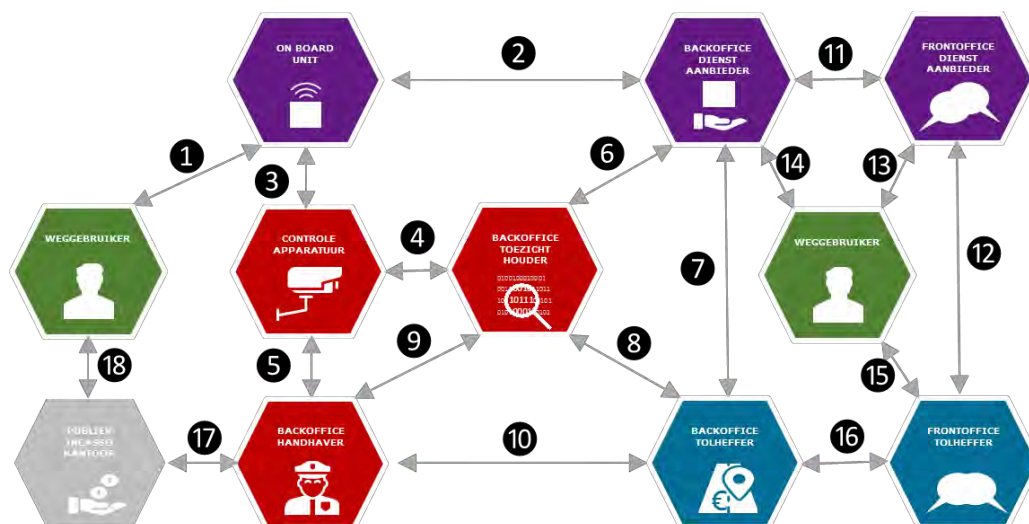 ON BOARD
UNIT
2
BACKOFFICE
DIENST
AANBIEDER
11
FRONTOFFICE
DIENST
AANBIEDER
1
3
6
14
13
WEGGEBRUIKER
CONTROLE
APPARATUUR
4
BACKOFFICE
TOEZICHT
HOUDER
7
WEGGEBRUIKER
12
18
5
9
8
15
PUBLIEK
INCASSO
KANTOOR
17
BACKOFFICE
HANDHAVER
10
BACKOFFICE
TOLHEFFER
€
16
FRONTOFFICE
TOLHEFFER